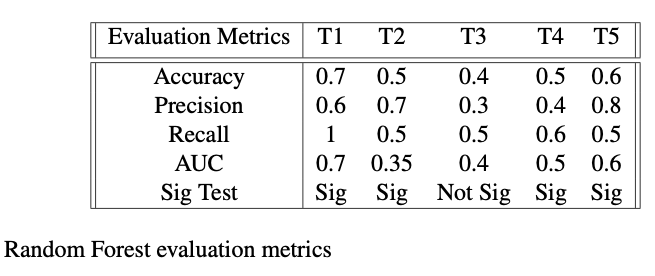 Evaluation Metrics T1 T2 T3 T4 T5
Accuracy 0.7 0.5 0.4 0.5 0.6
Precision 0.6 0.7 0.3 0.4 0.8
Recall 1 0.5 0.5 0.6 0.5
AUC 0.7 0.35 0.4 0.5 0.6
Sig Test Sig Sig Not Sig Sig Sig
Random Forest evaluation metrics